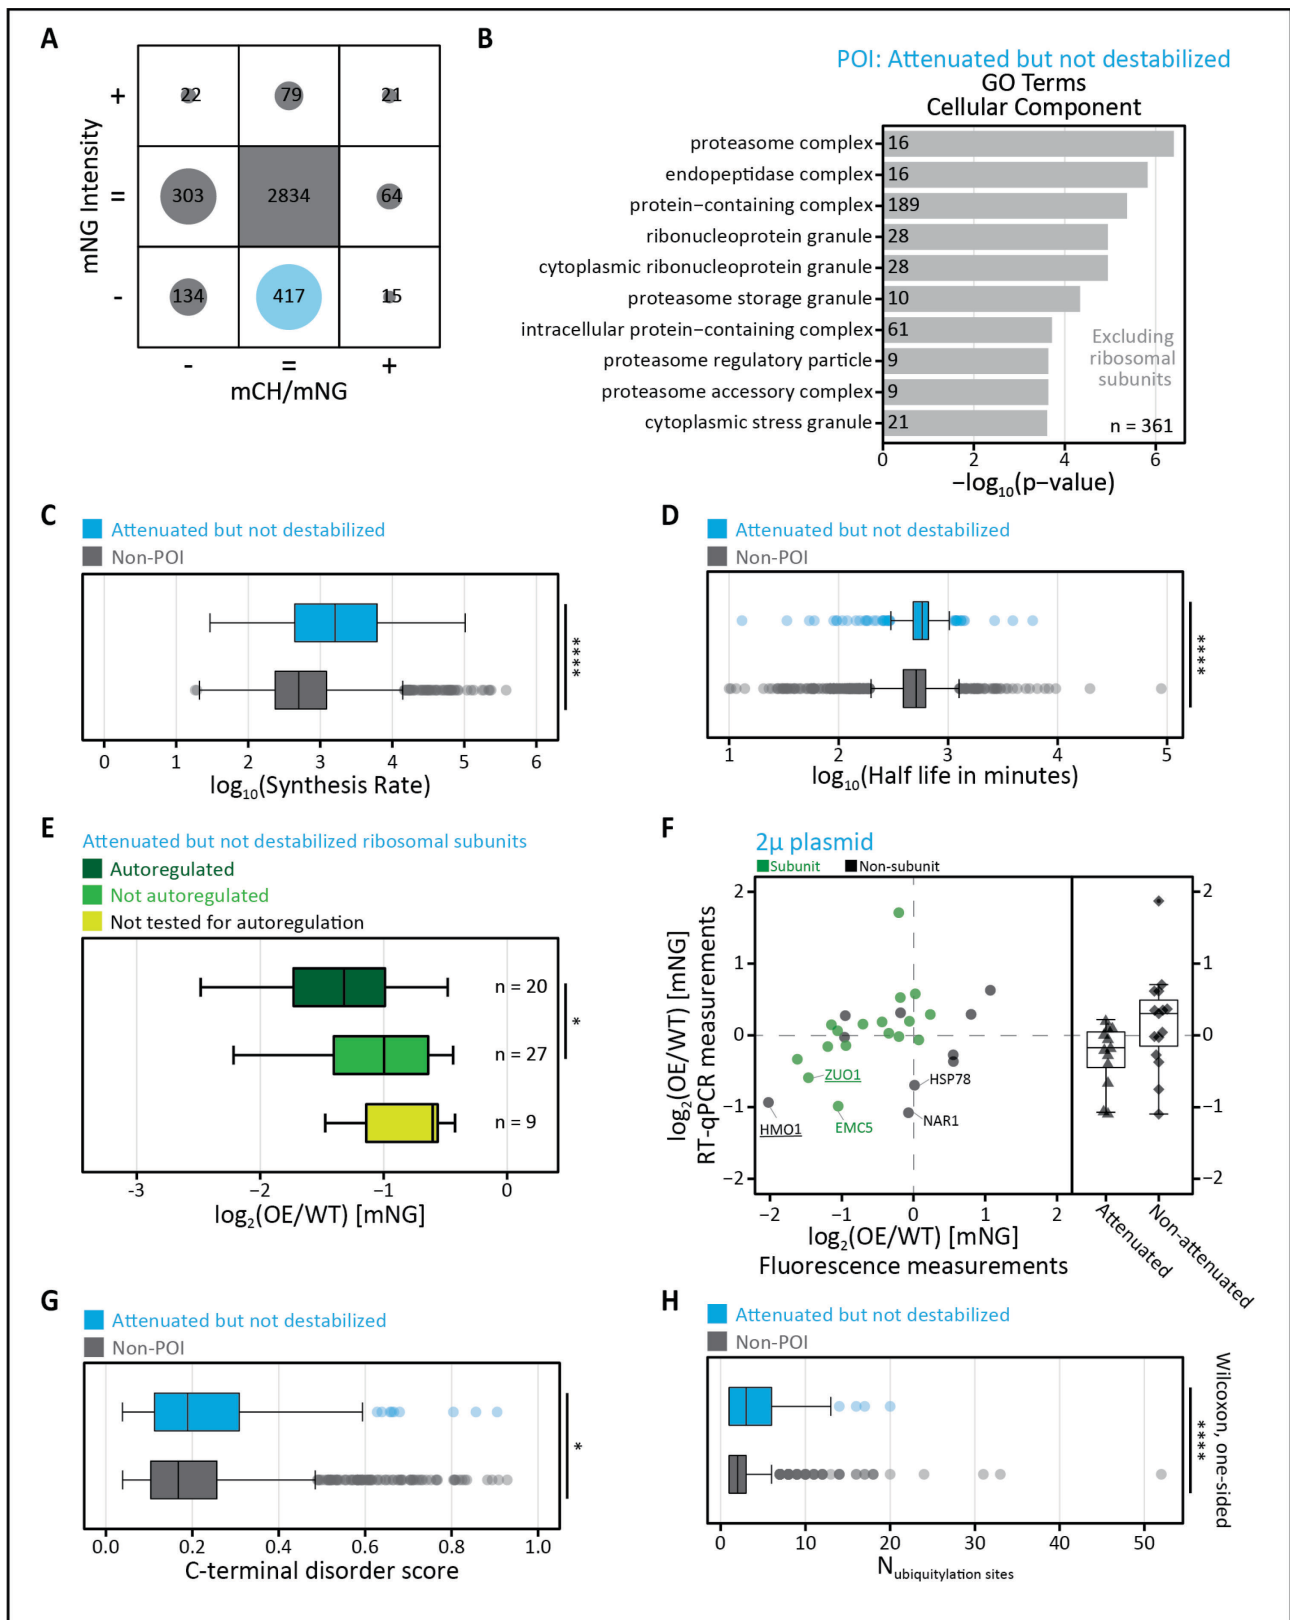 A
mNG Intensity
+
=
-
22
79
21
303
2834
64
134
417
15
-
=
+
mCH/mNG
B
POI: Attenuated but not destabilized
GO Terms
Cellular Component
proteasome complex
16
endopeptidase complex
16
protein−containing complex
189
ribonucleoprotein granule
28
cytoplasmic ribonucleoprotein granule
28
proteasome storage granule
10
intracellular protein−containing complex
61
proteasome regulatory particle
9
proteasome accessory complex
9
cytoplasmic stress granule
21
Excluding
ribosomal
subunits
n = 361
0 2 4 6
−log10(p−value)
C
Attenuated but not destabilized
Non-POI
****
0 1 2 3 4 5 6
log10(Synthesis Rate)
D
Attenuated but not destabilized
Non-POI
****
1 2 3 4 5
log10(Half life in minutes)
E
Attenuated but not destabilized ribosomal subunits
Autoregulated
Not autoregulated
Not tested for autoregulation
n = 20
n = 27
n = 9
*
-3 −2 −1 0
log2(OE/WT) [mNG]
F
2µ plasmid
Subunit
Non-subunit
log2(OE/WT) [mNG]
RT-qPCR measurements
2
1
0
−1
−2
ZUO1
HSP78
HMO1
EMC5
NAR1
2
1
0
−1
−2
−2 −1 0 1 2
log2(OE/WT) [mNG]
Fluorescence measurements
Attenuated
Non-attenuated
G
Attenuated but not destabilized
Non-POI
*
0.0 0.2 0.4 0.6 0.8 1.0
C-terminal disorder score
H
Attenuated but not destabilized
Non-POI
****
Wilcoxon, one-sided
0 10 20 30 40 50
Nubiquitylation sites